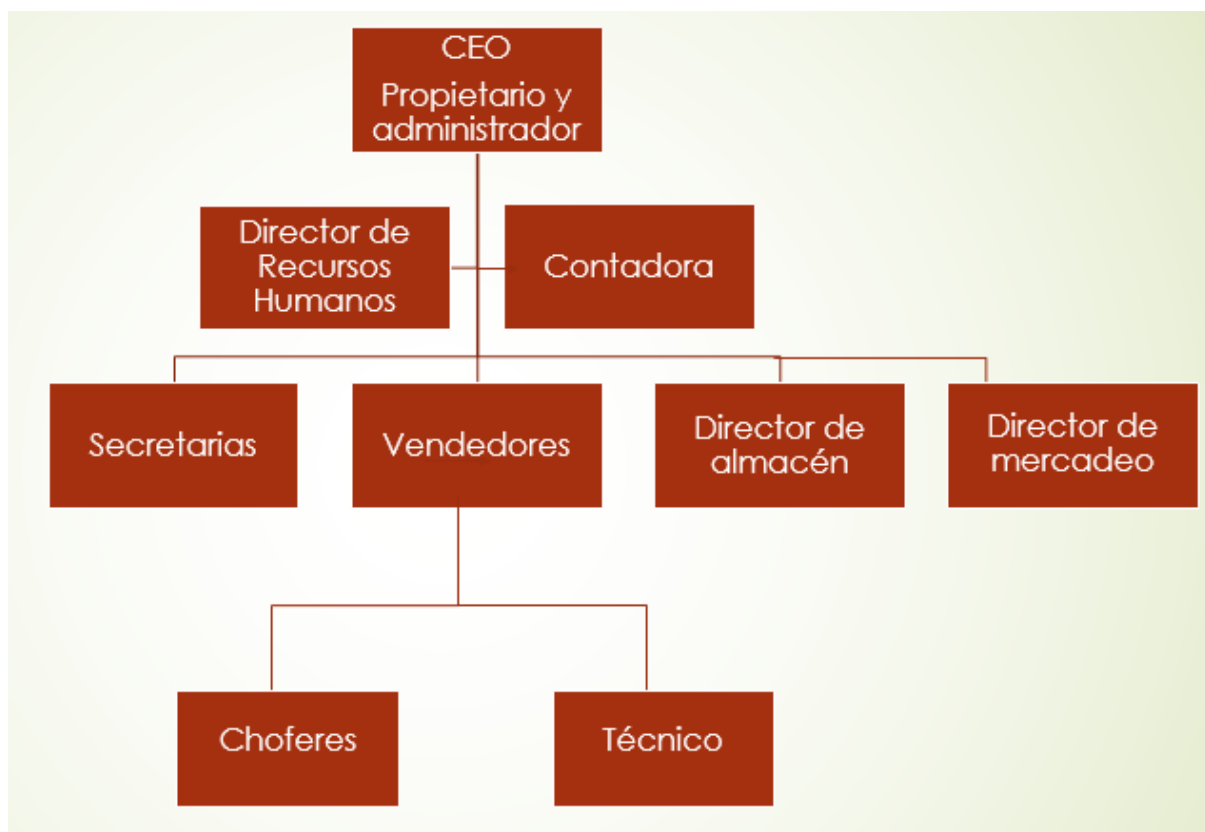 CEO
Propietario y
administrador
Director de
Recursos
Humanos
Contadora
Secretarias
Vendedores
Director de
almacén
Director de
mercadeo
Choferes
Técnico